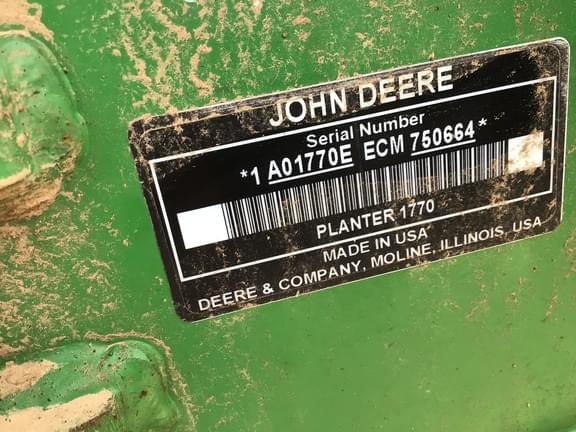 JOHN DEERE
Serial Number
*1 A01770E ECM 750664*
PLANTER 1770
MADE IN USA
DEERE & COMPANY, MOLINE, ILLINOIS, USA